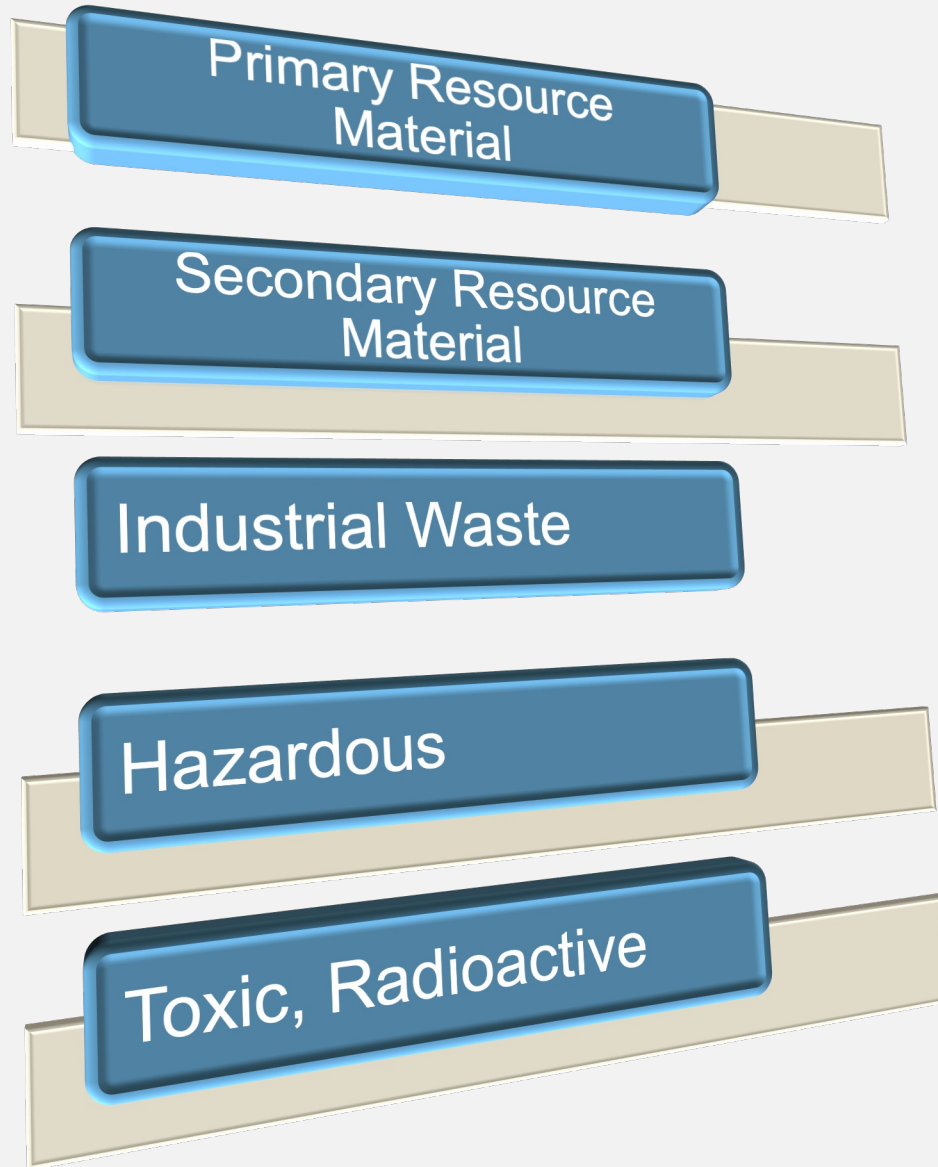 Primary Resource
Material
Secondary Resource
Material
Industrial Waste
Hazardous
Toxic, Radioactive